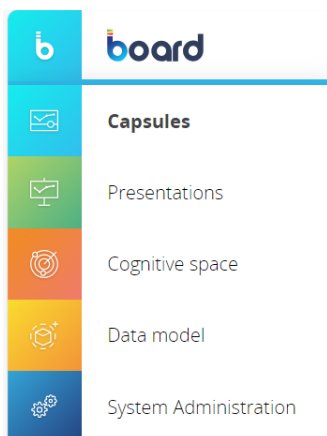 b board
Capsules
Presentations
Cognitive space
Data model
System Administration